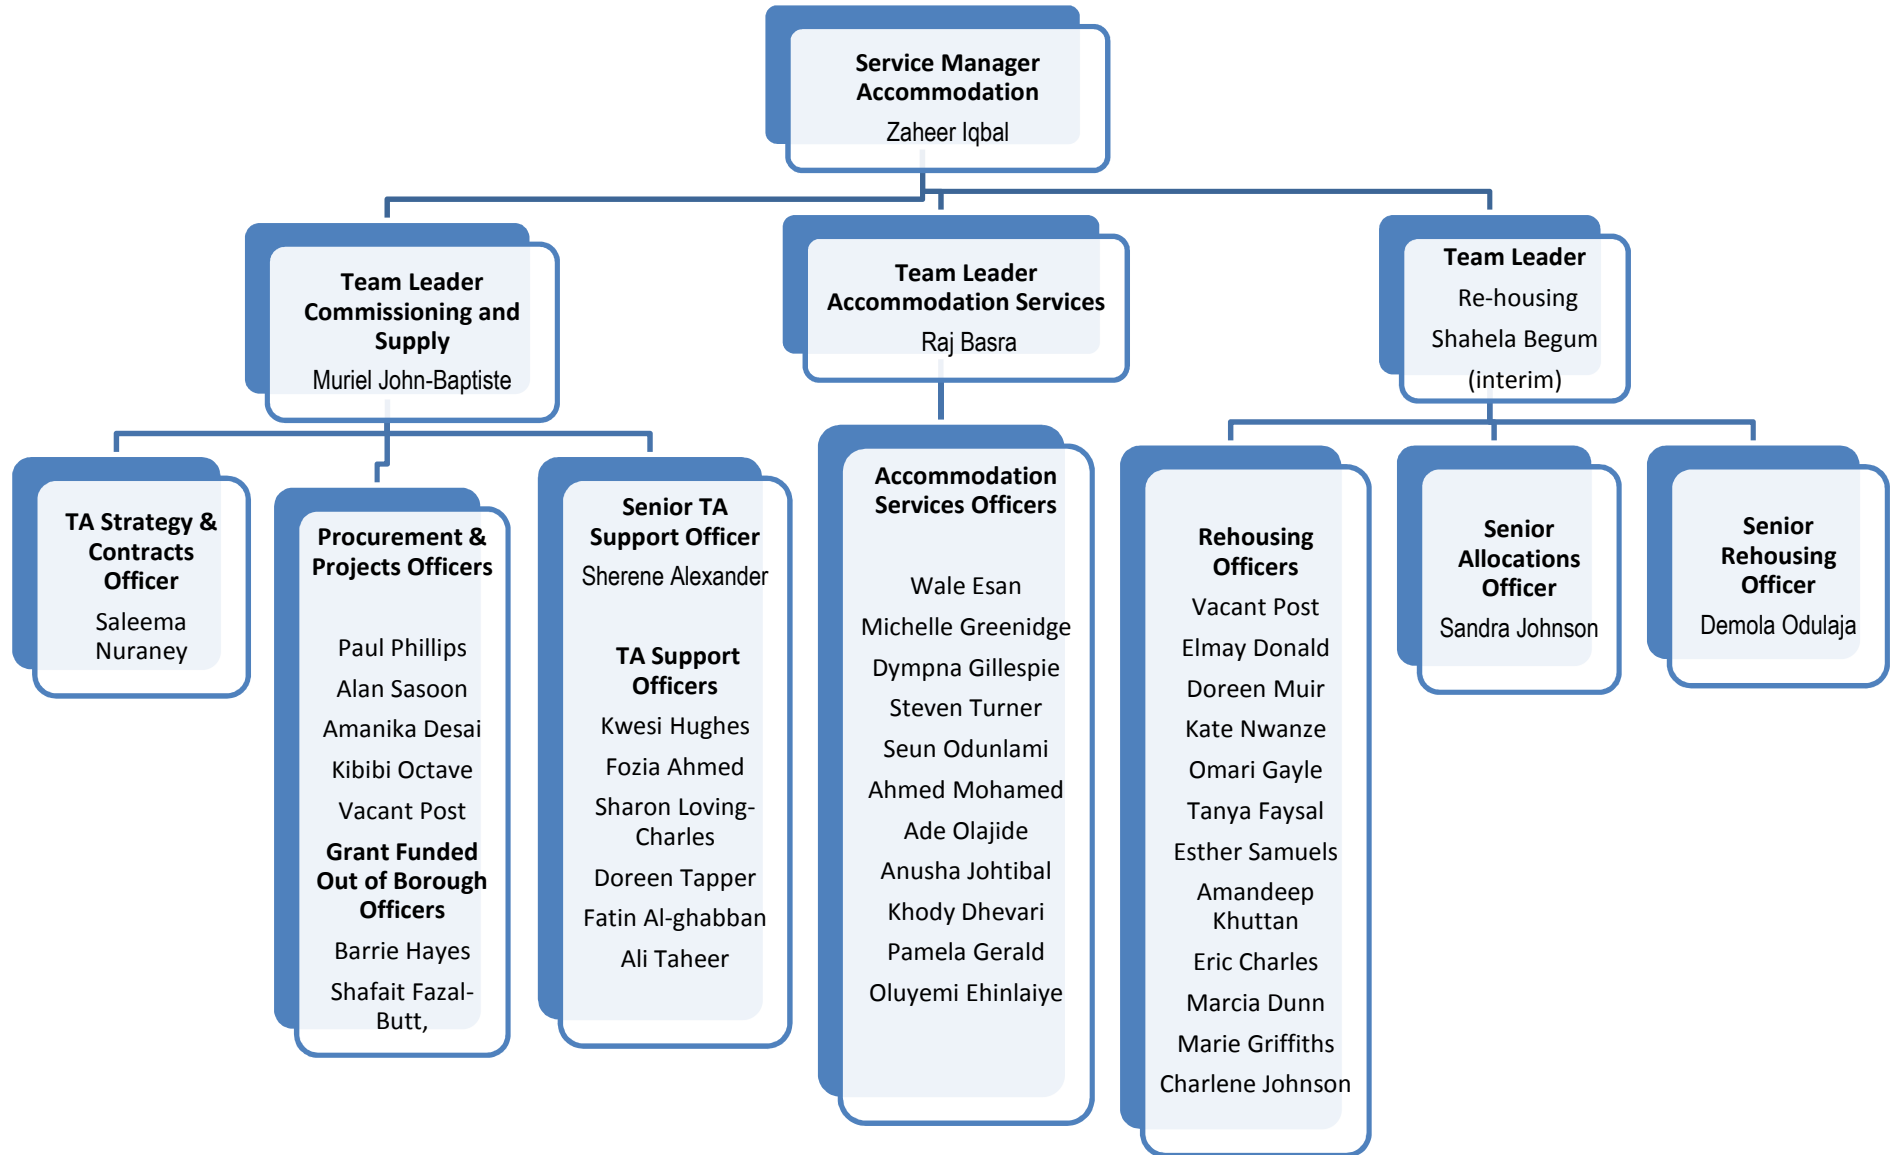 Service Manager
Accommodation
Zaheer Iqbal
Team Leader
Commissioning and
Supply
Muriel John-Baptiste
Team Leader
Accommodation Services
Raj Basra
Team Leader
Re-housing
Shahela Begum
(interim)
TA Strategy &
Contracts
Officer
Saleema
Nuraney
Procurement &
Projects Officers
Paul Phillips
Alan Sasoon
Amanika Desai
Kibibi Octave
Vacant Post
Grant Funded
Out of Borough
Officers
Barrie Hayes
Shafait Fazal-
Butt,
Senior TA
Support Officer
Sherene Alexander
TA Support
Officers
Kwesi Hughes
Fozia Ahmed
Sharon Loving-
Charles
Doreen Tapper
Fatin Al-ghabban
Ali Taheer
Accommodation
Services Officers
Wale Esan
Michelle Greenidge
Dympna Gillespie
Steven Turner
Seun Odunlami
Ahmed Mohamed
Ade Olajide
Anusha Johtibal
Khody Dhevari
Pamela Gerald
Oluyemi Ehinlaiye
Rehousing
Officers
Vacant Post
Elmay Donald
Doreen Muir
Kate Nwanze
Omari Gayle
Tanya Faysal
Esther Samuels
Amandeep
Khuttan
Eric Charles
Marcia Dunn
Marie Griffiths
Charlene Johnson
Senior
Allocations
Officer
Sandra Johnson
Senior
Rehousing
Officer
Demola Odulaja